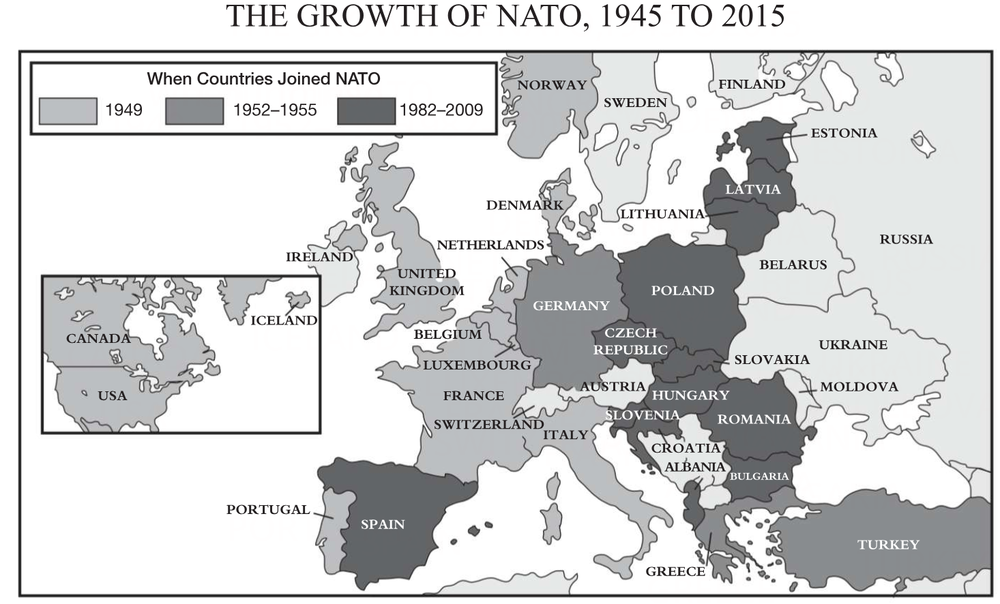 THE GROWTH OF NATO, 1945 TO 2015
When Countries Joined NATO
1949
1952–1955
1982–2009
NORWAY
SWEDEN
FINLAND
ESTONIA
LATVIA
LITHUANIA
DENMARK
RUSSIA
NETHERLANDS
IRELAND
BELARUS
UNITED
KINGDOM
POLAND
GERMANY
ICELAND
CANADA
BELGIUM
CZECH
REPUBLIC
UKRAINE
SLOVAKIA
LUXEMBOURG
USA
FRANCE
AUSTRIA
HUNGARY
MOLDOVA
SWITZERLAND
SLOVENIA
ROMANIA
ITALY
CROATIA
ALBANIA
BULGARIA
PORTUGAL
SPAIN
TURKEY
GREECE